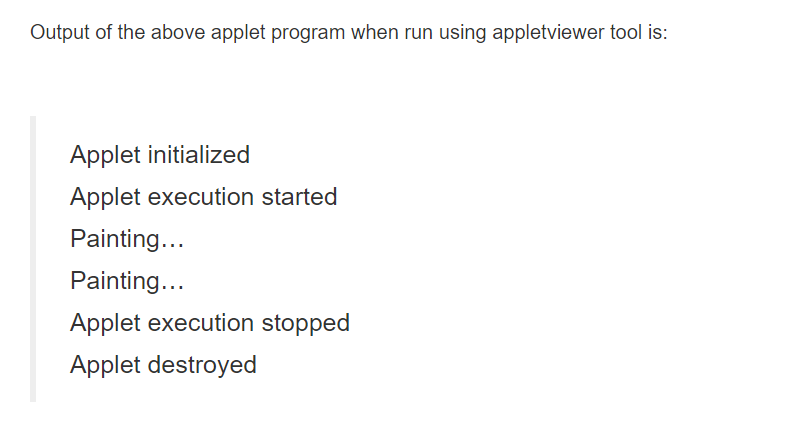 Output of the above applet program when run using appletviewer tool is:
Applet initialized
Applet execution started
Painting…
Painting…
Applet execution stopped
Applet destroyed